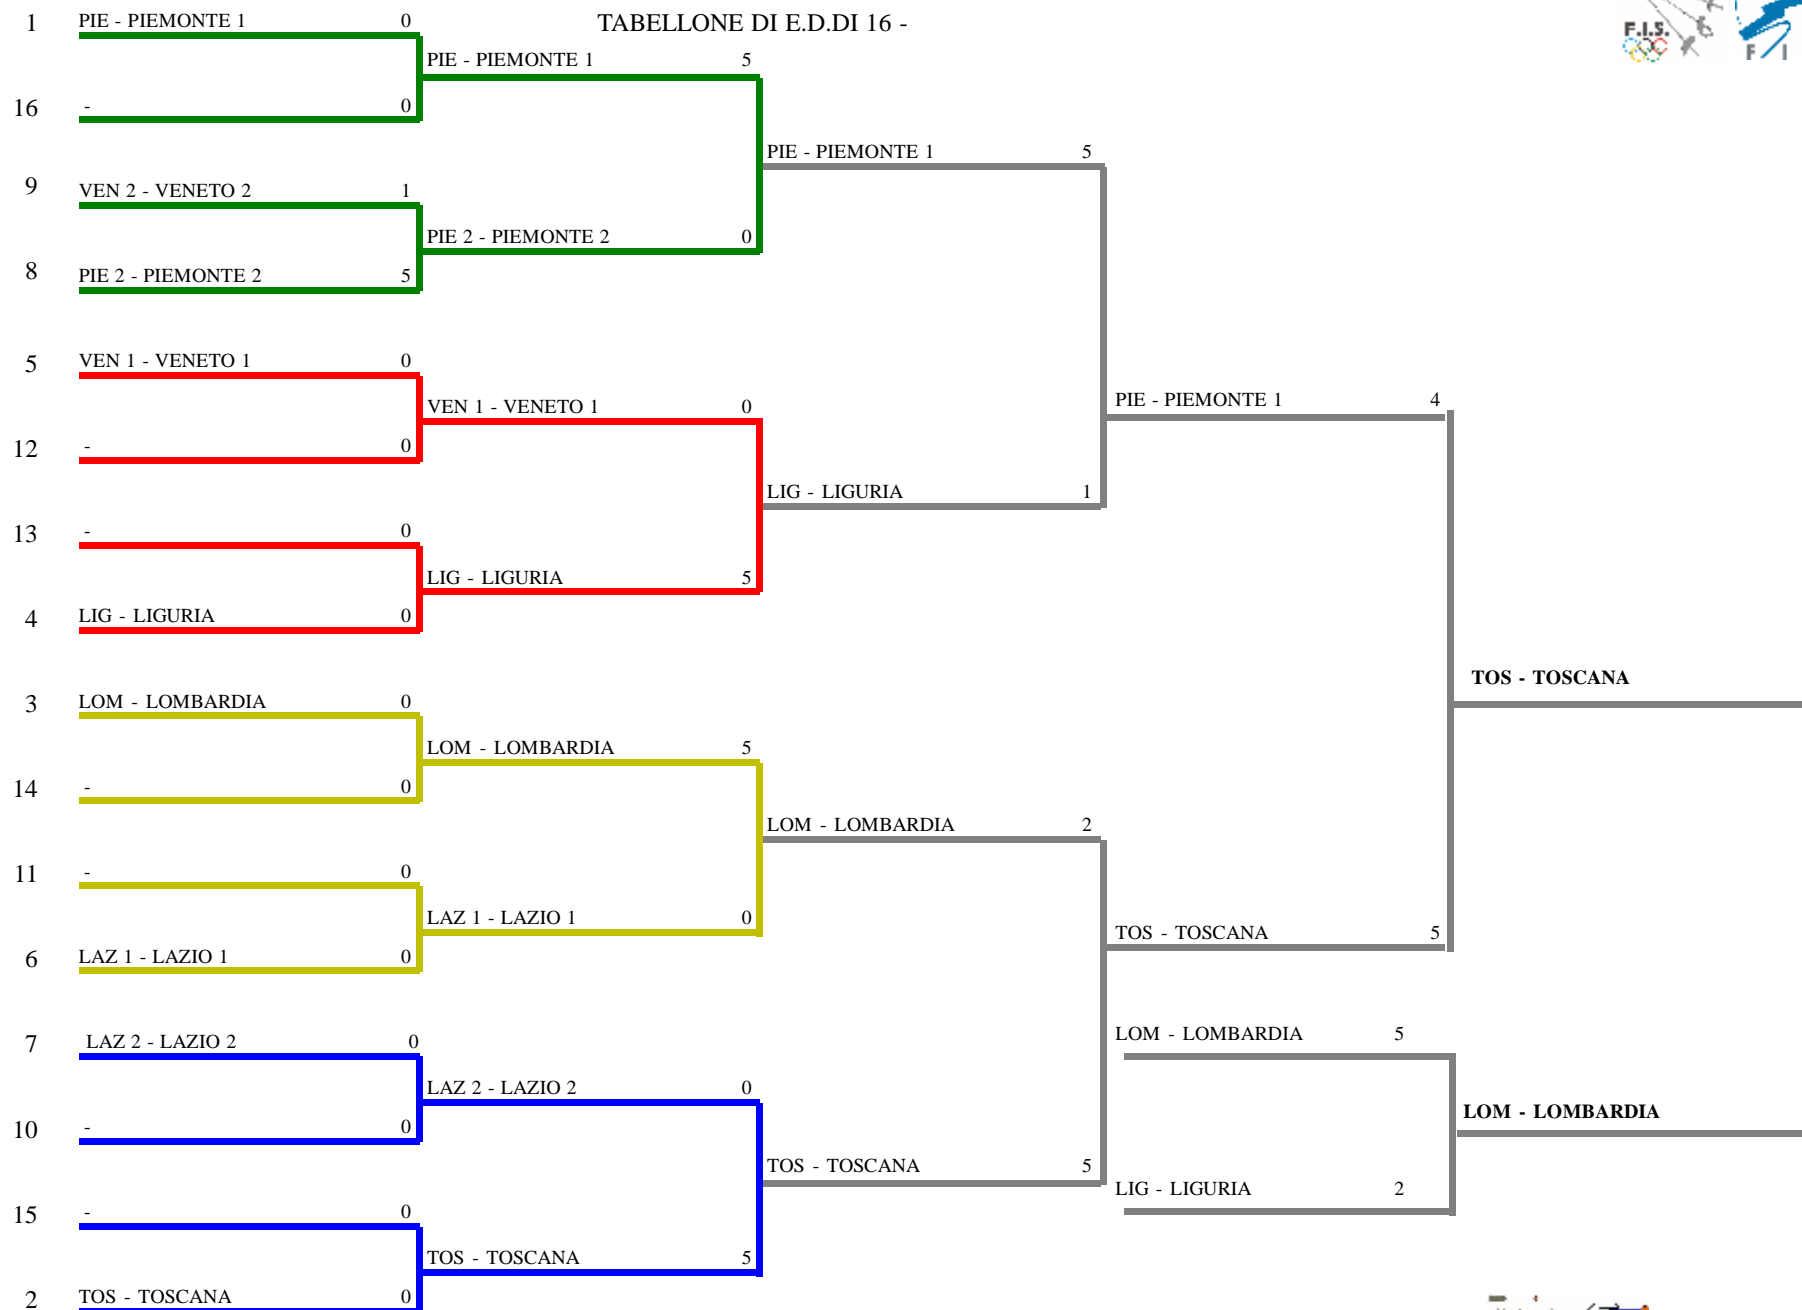 TABELLONE DI E.D.DI 16 -
F.I.S.
F I
1 PIE - PIEMONTE 1 0
16 - 0
9 VEN 2 - VENETO 2 1
8 PIE 2 - PIEMONTE 2 5
5 VEN 1 - VENETO 1 0
12 - 0
13 - 0
4 LIG - LIGURIA 0
3 LOM - LOMBARDIA 0
14 - 0
11 - 0
6 LAZ 1 - LAZIO 1 0
7 LAZ 2 - LAZIO 2 0
10 - 0
15 - 0
2 TOS - TOSCANA 0
PIE - PIEMONTE 1 5
PIE 2 - PIEMONTE 2 0
VEN 1 - VENETO 1 0
LIG - LIGURIA 5
LOM - LOMBARDIA 5
LAZ 1 - LAZIO 1 0
LAZ 2 - LAZIO 2 0
TOS - TOSCANA 5
PIE - PIEMONTE 1 5
LIG - LIGURIA 1
LOM - LOMBARDIA 2
TOS - TOSCANA 5
PIE - PIEMONTE 1 4
TOS - TOSCANA 5
LOM - LOMBARDIA 5
LIG - LIGURIA 2
TOS - TOSCANA
LOM - LOMBARDIA